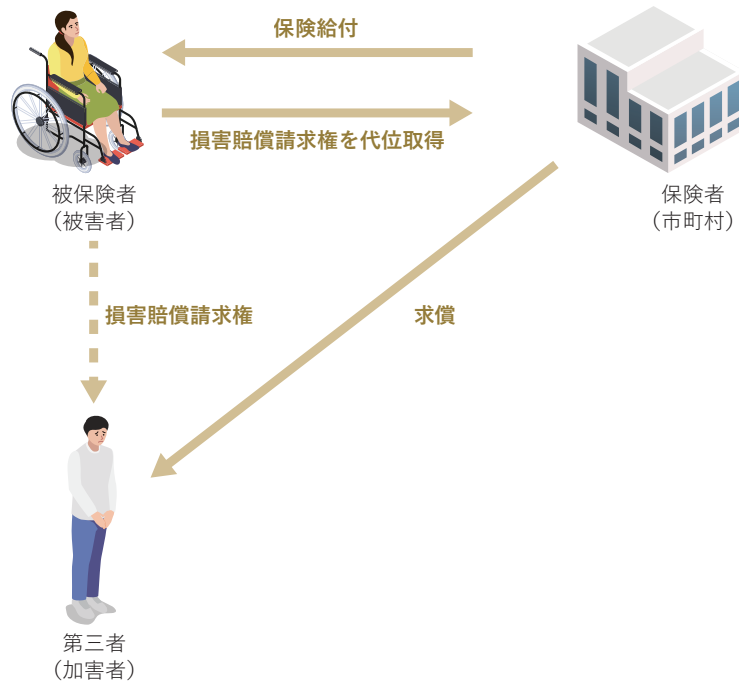 保険給付
損害賠償請求権を代位取得
被保険者
（被害者）
保険者
（市町村）
損害賠償請求権
求償
第三者
（加害者）